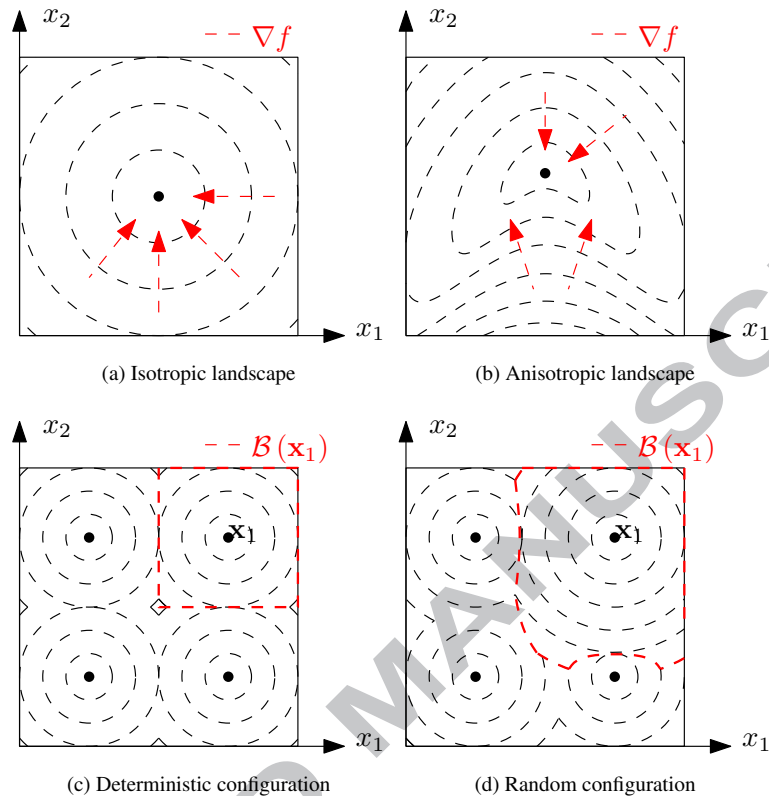 x₂
-- ∇f
x₁
(a) Isotropic landscape
x₂
-- ∇f
x₁
(b) Anisotropic landscape
x₂
-- B(x₁)
x₁
x₁
(c) Deterministic configuration
x₂
-- B(x₁)
x₁
x₁
(d) Random configuration
MANUSC